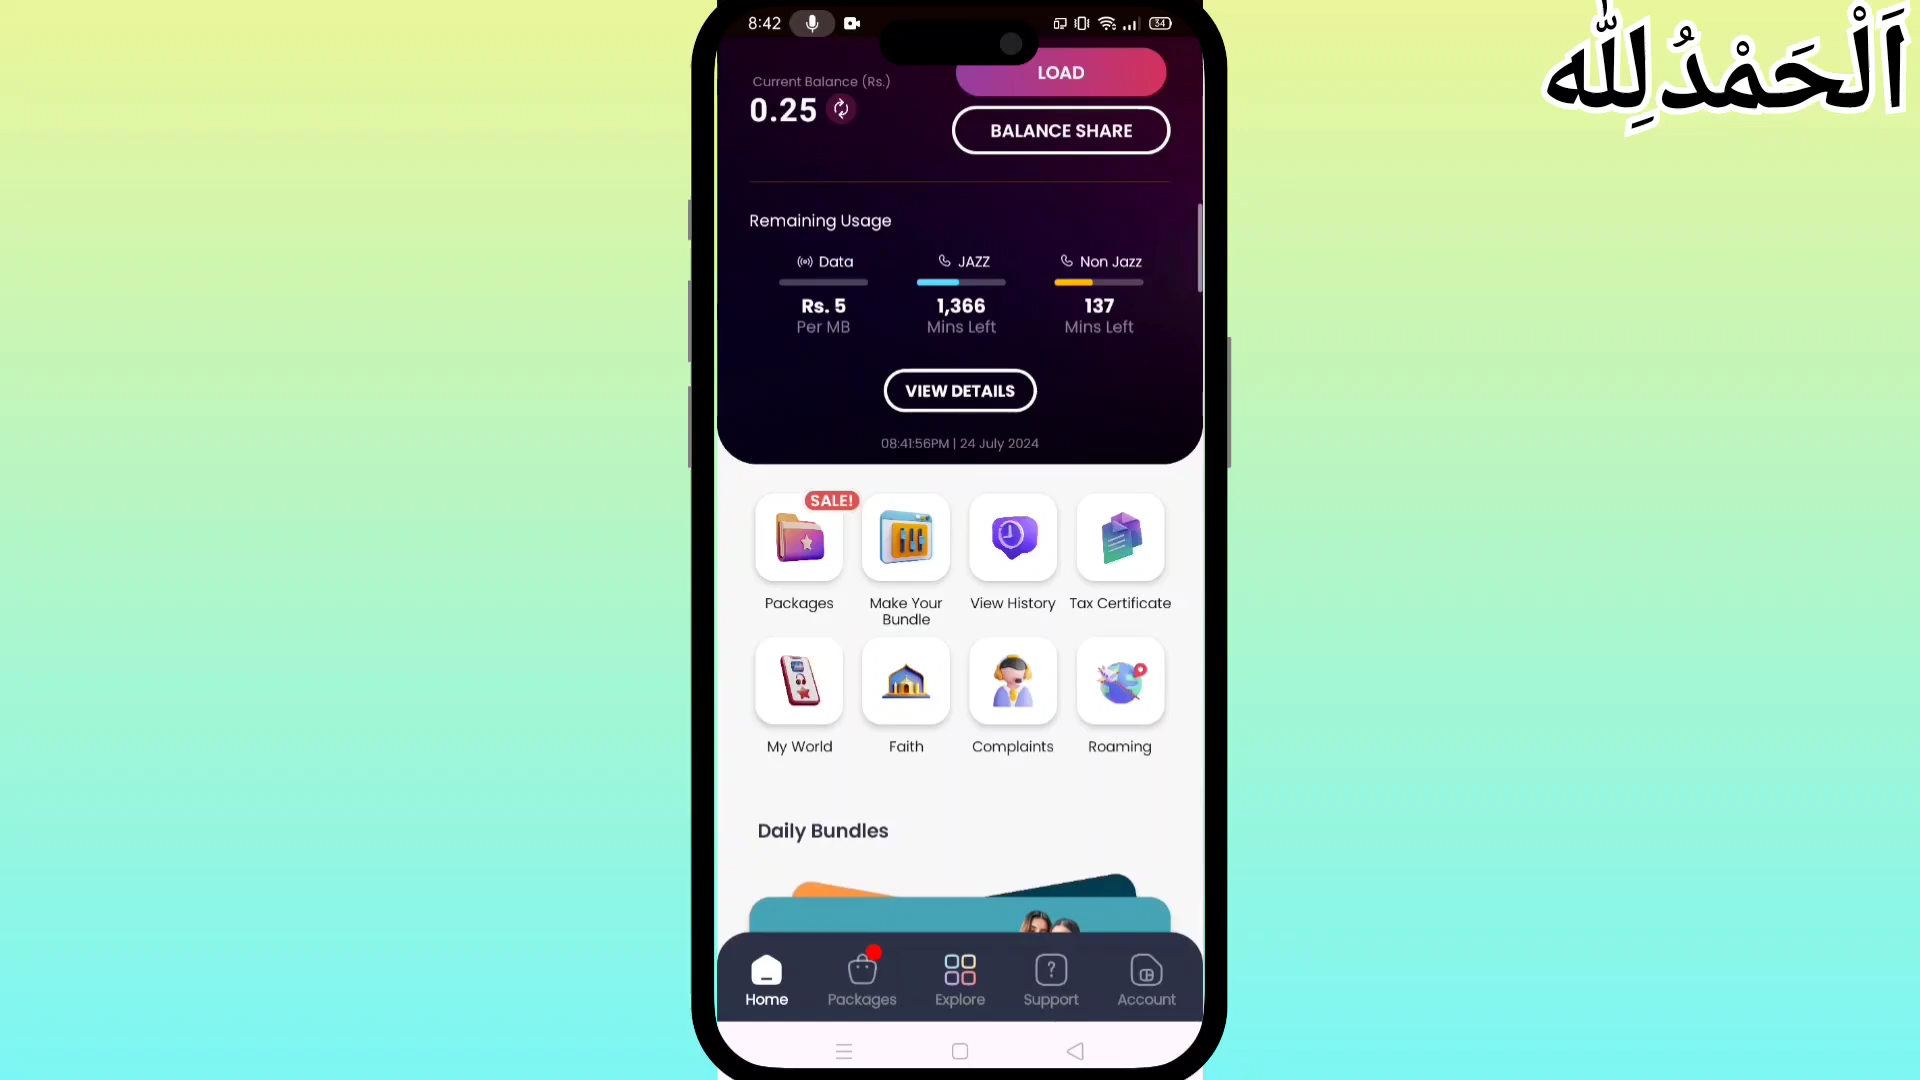 8:42
34
اَلْحَمْدُلِلّٰه
LOAD
Current Balance (Rs.)
0.25
BALANCE SHARE
Remaining Usage
Data JAZZ Non Jazz
Rs. 5 1,366 137
Per MB Mins Left Mins Left
VIEW DETAILS
08:41:56PM | 24 July 2024
SALE!
Packages Make Your Bundle View History Tax Certificate
My World Faith Complaints Roaming
Daily Bundles
Home Packages Explore Support Account